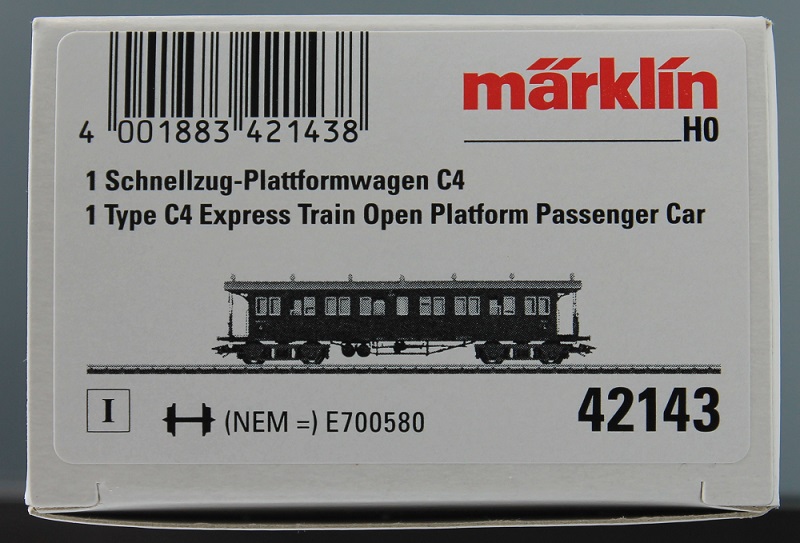 märklin
H0
4 001883 421438
1 Schnellzug-Plattformwagen C4
1 Type C4 Express Train Open Platform Passenger Car
I (NEM =) E700580 42143